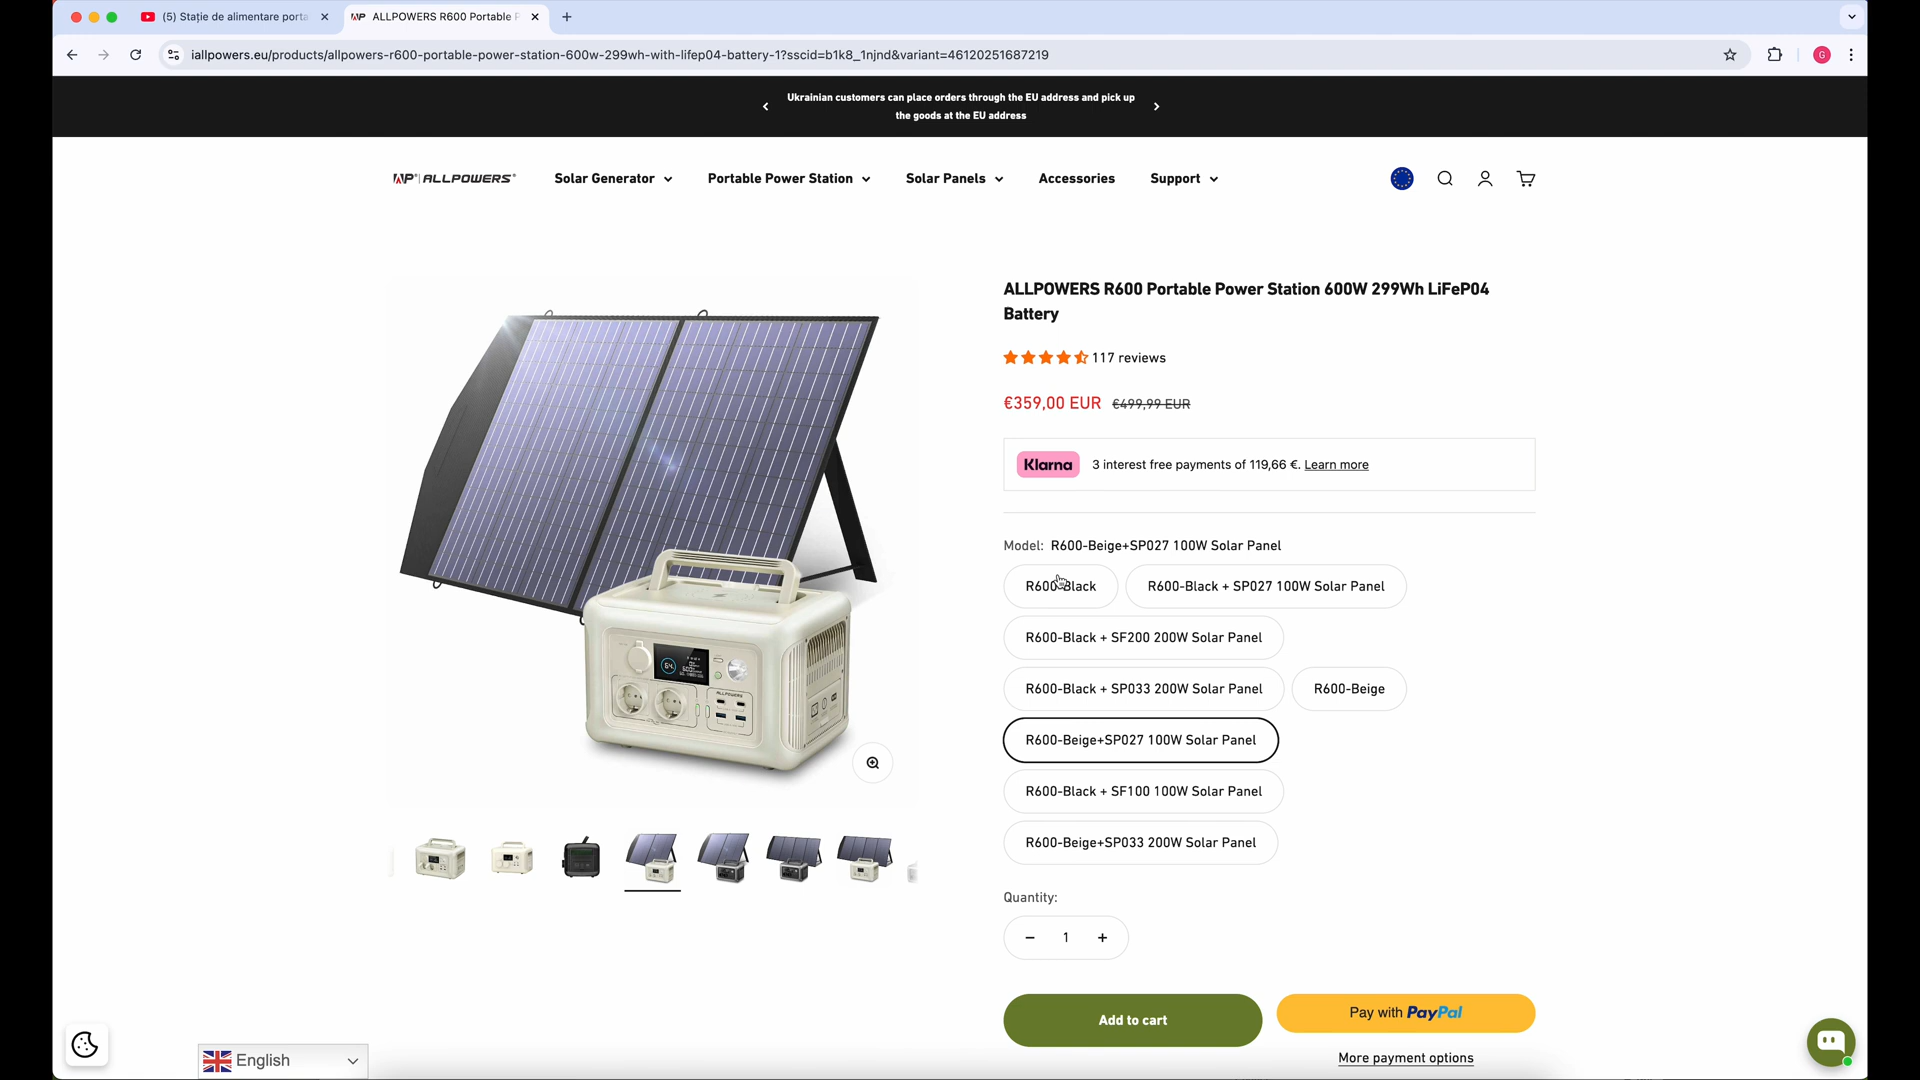 (5) Stație de alimentare porta
ALLPOWERS R600 Portable P
iallpowers.eu/products/allpowers-r600-portable-power-station-600w-299wh-with-lifep04-battery-1?sscid=b1k8_1njnd&variant=46120251687219
G
Ukrainian customers can place orders through the EU address and pick up
the goods at the EU address
ALLPOWERS
Solar Generator
Portable Power Station
Solar Panels
Accessories
Support
ALLPOWERS R600 Portable Power Station 600W 299Wh LiFeP04
Battery
117 reviews
€359,00 EUR €499,99 EUR
Klarna 3 interest free payments of 119,66 €. Learn more
Model: R600-Beige+SP027 100W Solar Panel
R600-Black
R600-Black + SP027 100W Solar Panel
R600-Black + SF200 200W Solar Panel
R600-Black + SP033 200W Solar Panel
R600-Beige
R600-Beige+SP027 100W Solar Panel
R600-Black + SF100 100W Solar Panel
R600-Beige+SP033 200W Solar Panel
Quantity:
− 1 +
Add to cart
Pay with PayPal
More payment options
English
ALLPOWERS